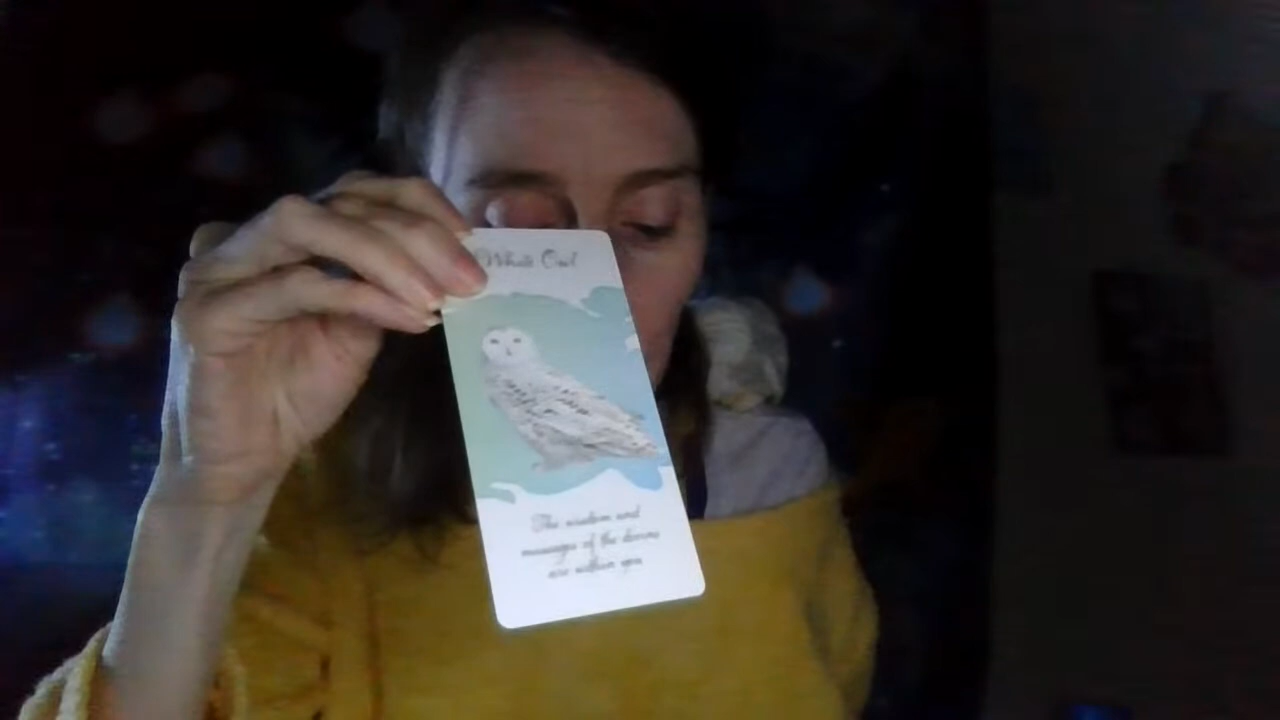 White Owl
The wisdom and
messages of the divine
are within you